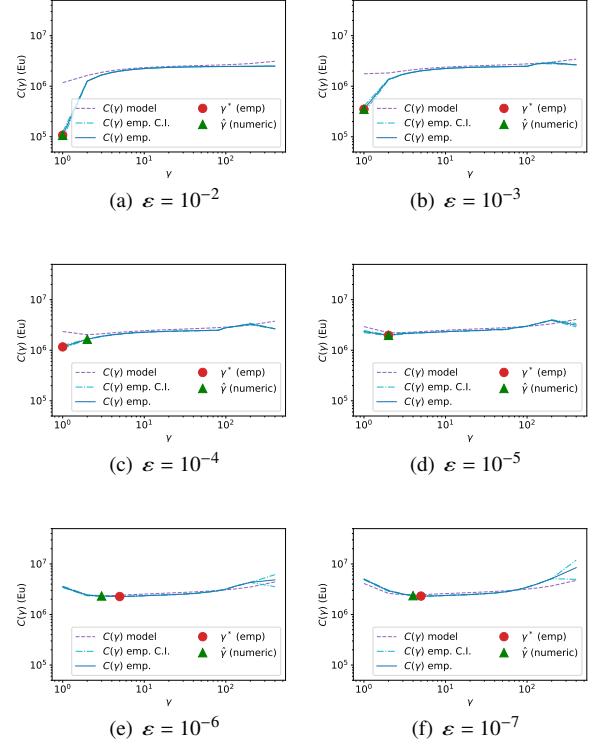 10⁷
10⁶
10⁵
C(γ) (Eu)
C(γ) model
C(γ) emp. C.I.
C(γ) emp.
γ* (emp)
γ̂ (numeric)
10⁰ 10¹ 10²
γ
(a) ε = 10⁻²
10⁷
10⁶
10⁵
C(γ) (Eu)
C(γ) model
C(γ) emp. C.I.
C(γ) emp.
γ* (emp)
γ̂ (numeric)
10⁰ 10¹ 10²
γ
(b) ε = 10⁻³
10⁷
10⁶
10⁵
C(γ) (Eu)
C(γ) model
C(γ) emp. C.I.
C(γ) emp.
γ* (emp)
γ̂ (numeric)
10⁰ 10¹ 10²
γ
(c) ε = 10⁻⁴
10⁷
10⁶
10⁵
C(γ) (Eu)
C(γ) model
C(γ) emp. C.I.
C(γ) emp.
γ* (emp)
γ̂ (numeric)
10⁰ 10¹ 10²
γ
(d) ε = 10⁻⁵
10⁷
10⁶
10⁵
C(γ) (Eu)
C(γ) model
C(γ) emp. C.I.
C(γ) emp.
γ* (emp)
γ̂ (numeric)
10⁰ 10¹ 10²
γ
(e) ε = 10⁻⁶
10⁷
10⁶
10⁵
C(γ) (Eu)
C(γ) model
C(γ) emp. C.I.
C(γ) emp.
γ* (emp)
γ̂ (numeric)
10⁰ 10¹ 10²
γ
(f) ε = 10⁻⁷